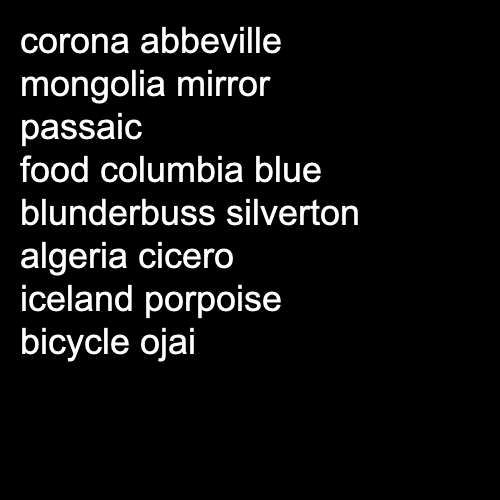 corona abbeville
mongolia mirror
passaic
food columbia blue
blunderbuss silverton
algeria cicero
iceland porpoise
bicycle ojai